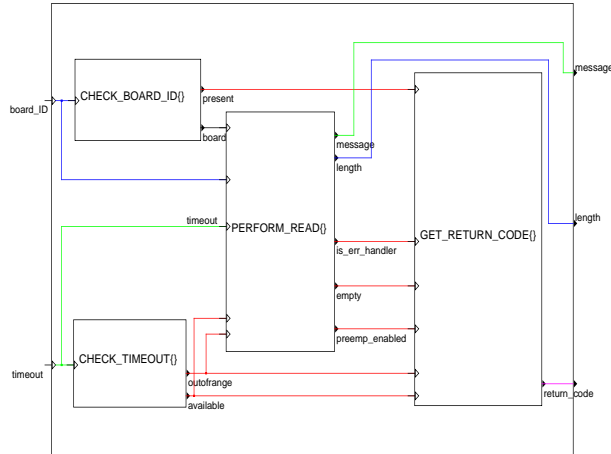 message
CHECK_BOARD_ID{}
present
board_ID
board
message
length
timeout
PERFORM_READ{}
GET_RETURN_CODE{}
length
is_err_handler
empty
preemp_enabled
CHECK_TIMEOUT{}
timeout
outofrange
available
return_code